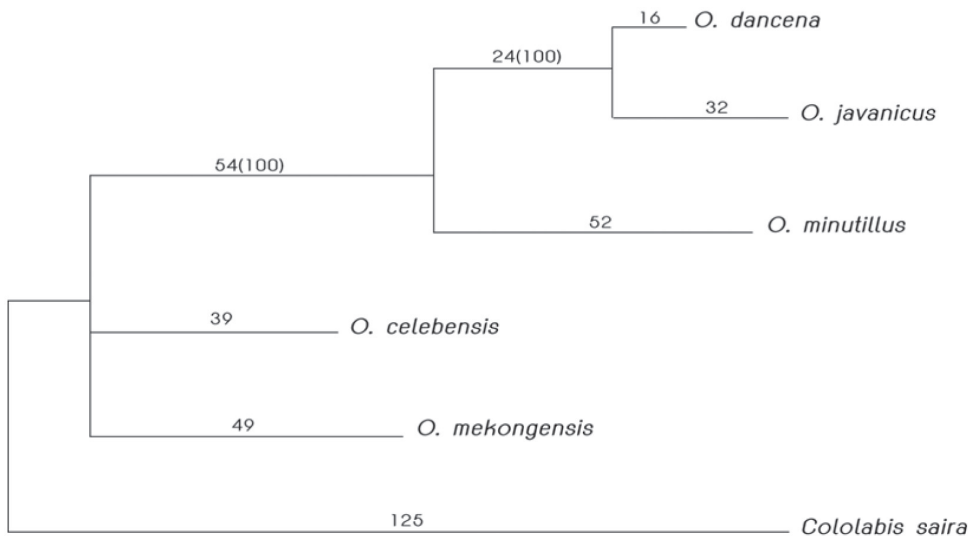 16 O. dancena
24(100)
32 O. javanicus
54(100)
52 O. minutillus
39 O. celebensis
49 O. mekongensis
125 Cololabis saira